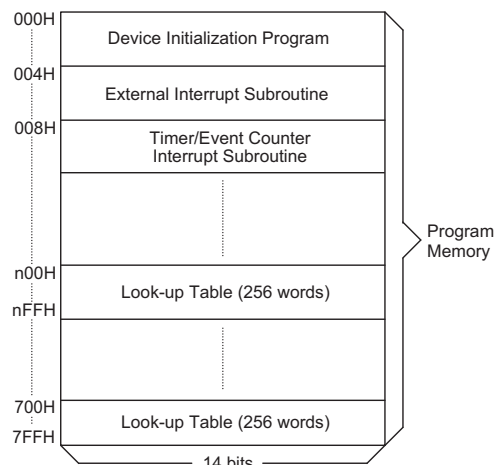 000H
Device Initialization Program
004H
External Interrupt Subroutine
008H
Timer/Event Counter
Interrupt Subroutine
Program
Memory
n00H
Look-up Table (256 words)
nFFH
700H
Look-up Table (256 words)
7FFH
14 bits